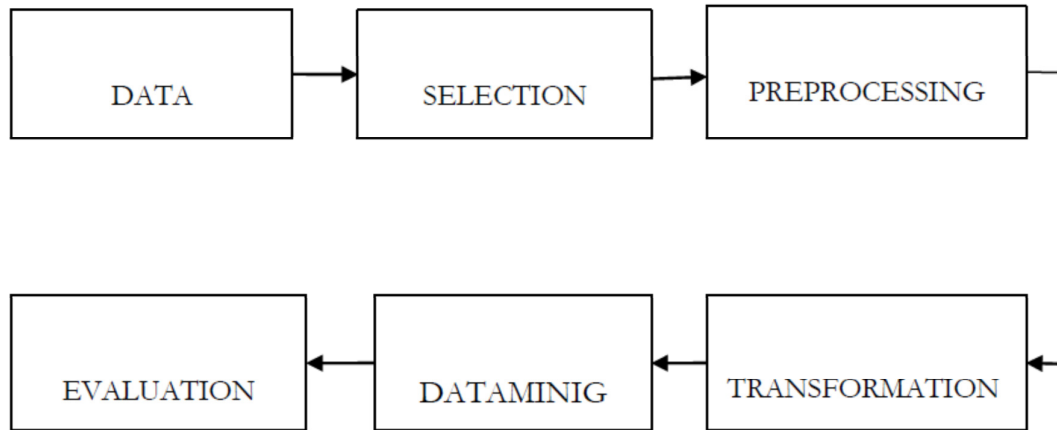 DATA
SELECTION
PREPROCESSING
TRANSFORMATION
DATAMINIG
EVALUATION